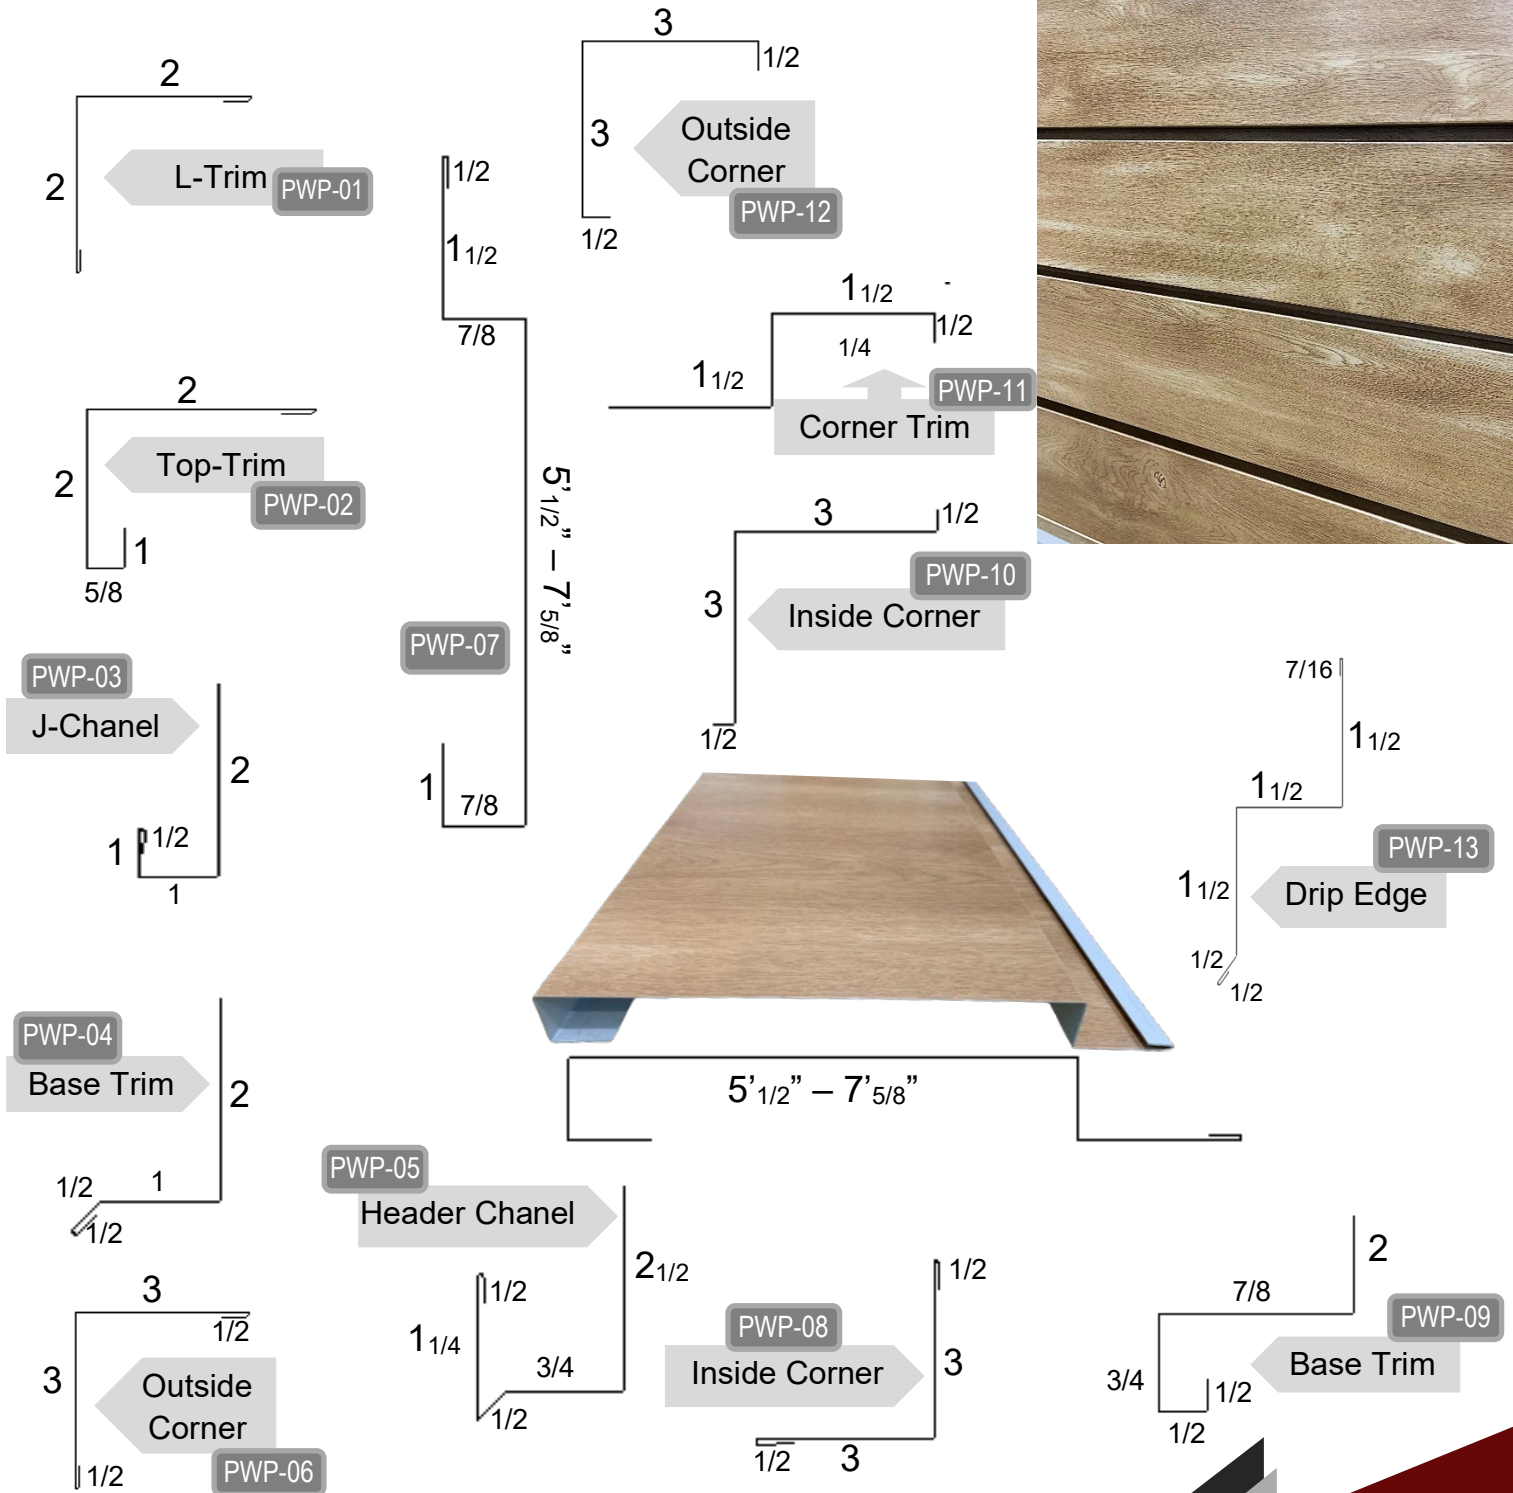 2
2
L-Trim
PWP-01
1/2
1 1/2
7/8
5' 1/2” – 7' 5/8”
PWP-07
1
7/8
3
1/2
3
Outside
Corner
PWP-12
1/2
1 1/2
-
1/2
1/4
1 1/2
PWP-11
Corner Trim
2
2
Top-Trim
PWP-02
1
5/8
3
1/2
PWP-10
3
Inside Corner
1/2
PWP-03
J-Chanel
2
1/2
1
1
7/16
1 1/2
1 1/2
PWP-13
1 1/2
Drip Edge
1/2
1/2
PWP-04
Base Trim
2
1
1/2
1/2
5'1/2” – 7'5/8”
PWP-05
Header Chanel
2 1/2
1/2
1 1/4
3/4
1/2
3
1/2
3
Outside
Corner
PWP-06
1/2
1/2
PWP-08
Inside Corner
3
1/2
3
2
7/8
PWP-09
Base Trim
3/4
1/2
1/2